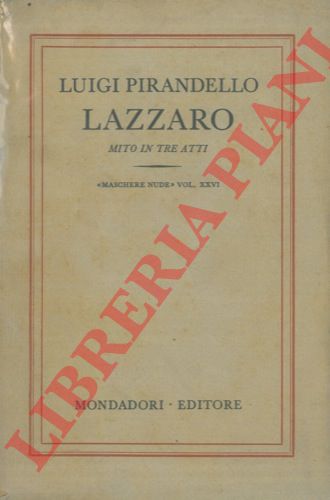 LUIGI PIRANDELLO
LAZZARO
MITO IN TRE ATTI
«MASCHERE NUDE» VOL. XXVI
MONDADORI · EDITORE
LIBRERIA PIANI